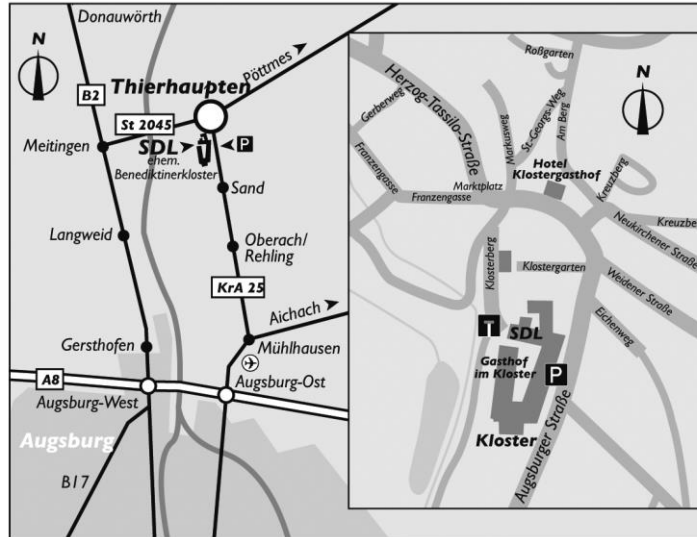 Donauwörth
N
B2
Pöttmes
Thierhaupten
St 2045
P
Meitingen
SDL
ehem.
Benediktinerkloster
Sand
Langweid
Oberach/
Rehling
KrA 25
Aichach
Gersthofen
Mühlhausen
A8
Augsburg-Ost
Augsburg-West
Augsburg
B17
Roßgarten
N
Herzog-Tassilo-Straße
Gerberweg
St-Georgs-Weg
Am Berg
Markusweg
Franzengasse
Hotel
Klostergasthof
Kreuzberg
Marktplatz
Franzengasse
Kreuzbe
Neukirchener Straße
Klosterberg
Klostergarten
Weidener Straße
Eichenweg
T
SDL
Gasthof
im Kloster
P
Kloster
Augsburger Straße